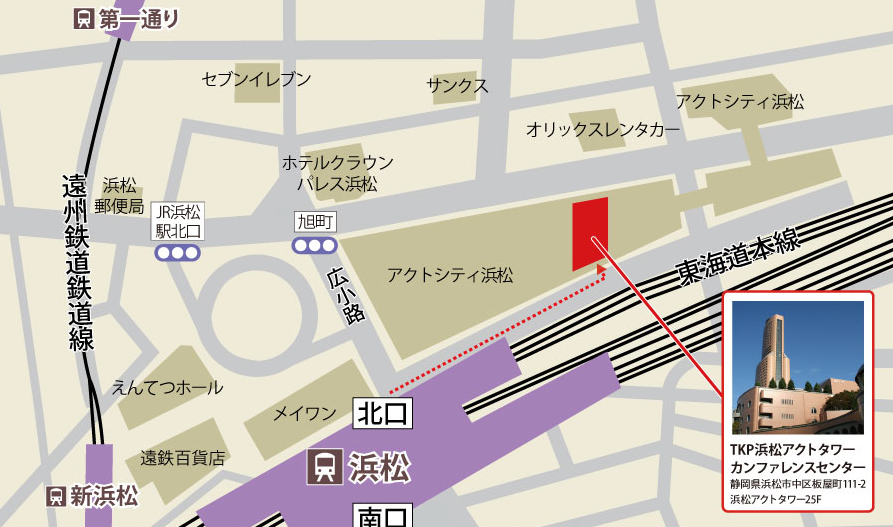 第一通り
セブンイレブン
サンクス
アクトシティ浜松
オリックスレンタカー
ホテルクラウン
パレス浜松
浜松
郵便局
JR浜松
駅北口
旭町
遠州鉄道鉄道線
広小路
アクトシティ浜松
東海道本線
えんてつホール
メイワン
北口
遠鉄百貨店
浜松
新浜松
南口
TKP浜松アクトタワー
カンファレンスセンター
静岡県浜松市中区板屋町111-2
浜松アクトタワー25F